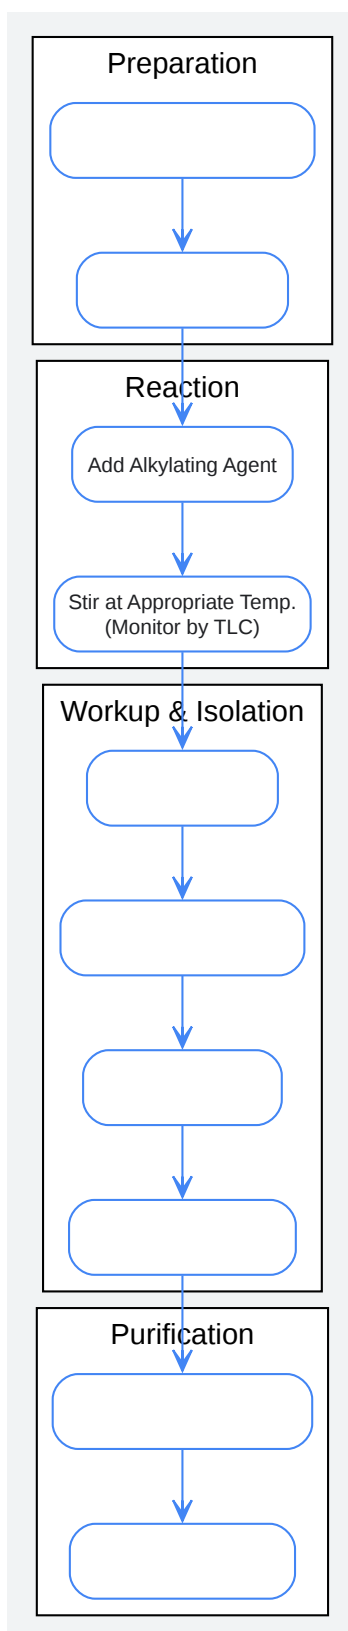 Preparation
Reaction
Add Alkylating Agent
Stir at Appropriate Temp.
(Monitor by TLC)
Workup & Isolation
Purification